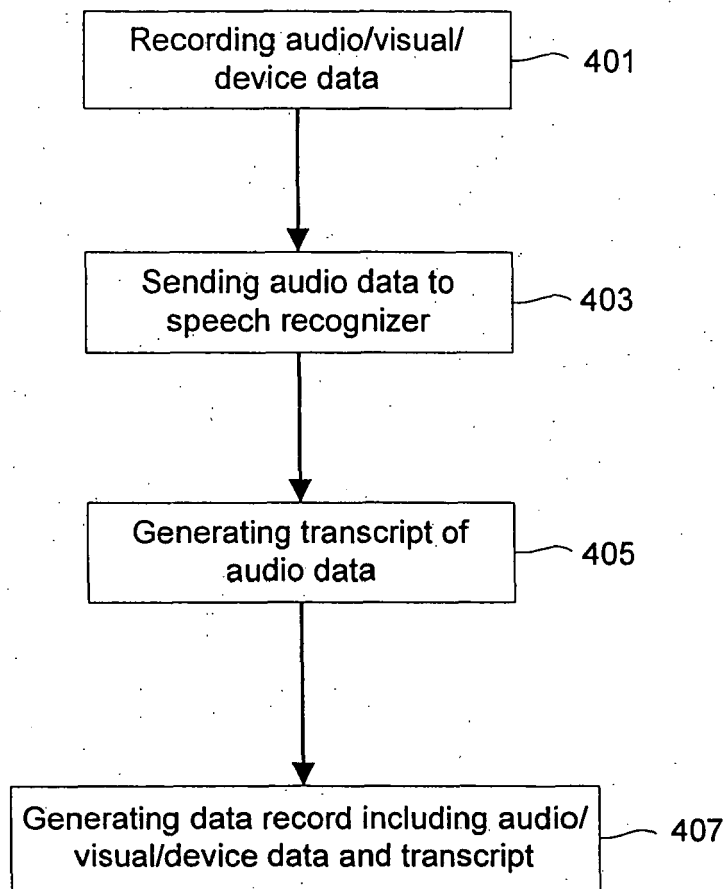 Recording audio/visual/
device data
401
Sending audio data to
speech recognizer
403
Generating transcript of
audio data
405
Generating data record including audio/
visual/device data and transcript
407